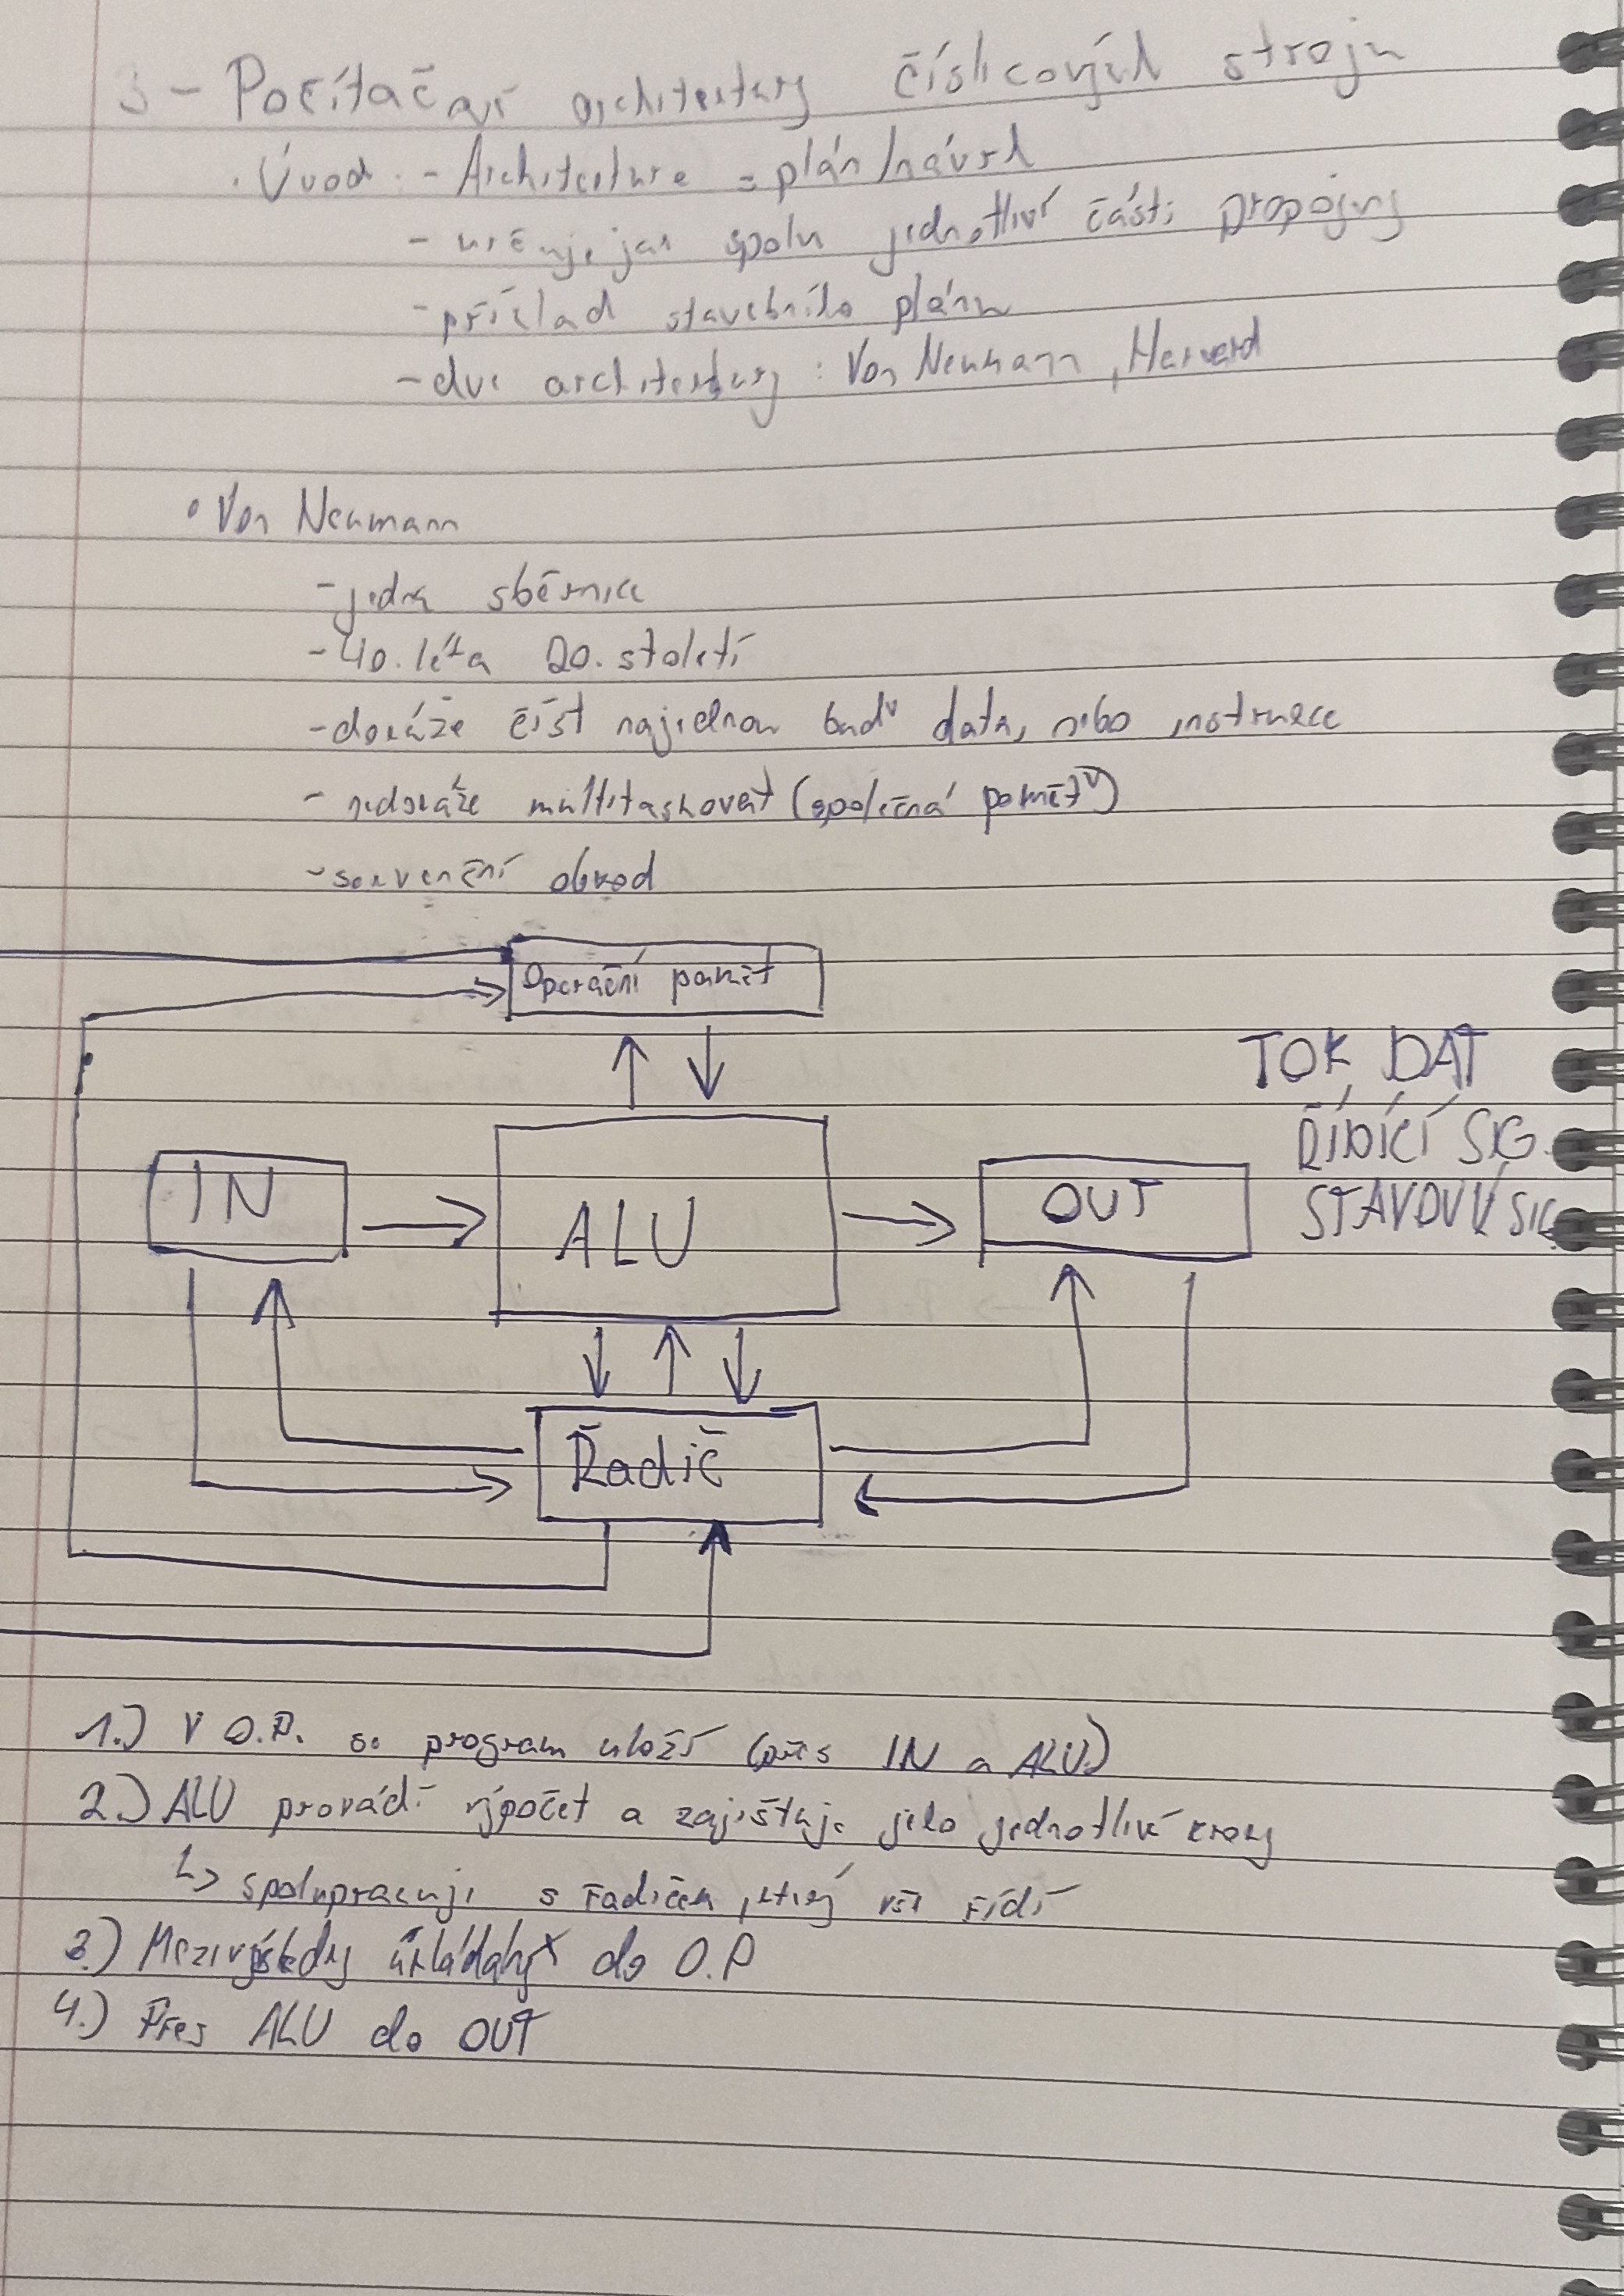 3 - Počítačové architektury číslicových strojů
· Úvod: - Architecture = plán/návrh
- určuje jak spolu jednotlivé části propojeny
- příklad stavebního plánu
- dvě architektury: Von Neumann, Harvard
• Von Neumann
- jedna sběrnice
- 40. léta 20. století
- dokáže číst najednou buď data, nebo instrukce
- nedokáže multitaskovat (společná paměť)
- sekvenční obvod
Operační paměť
TOK DAT
ŘÍDÍCÍ SIG.
STAVOVÝ SIG.
IN
ALU
OUT
Řadič
1.) V O.P. se program uloží (přes IN a ALU)
2.) ALU provádí výpočet a zajišťuje jeho jednotlivé kroky
↳ spolupracuje s řadičem, který vše řídí
3.) Mezivýsledky do O.P
4.) Přes ALU do OUT